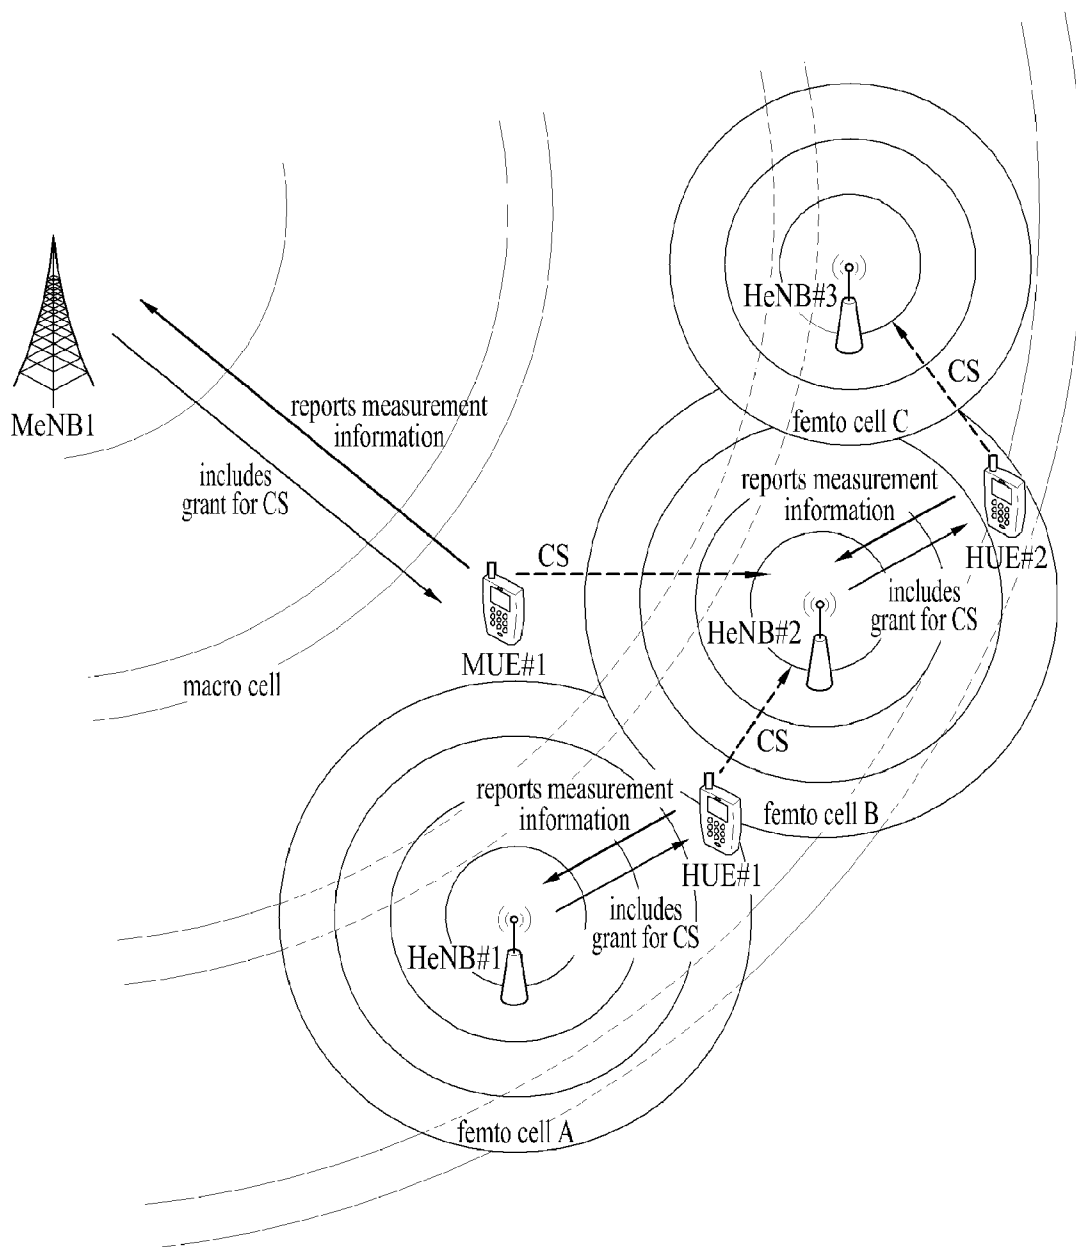 HeNB#3
CS
MeNB1
reports measurement
information
femto cell C
includes
grant for CS
reports measurement
information
CS
HUE#2
includes
grant for CS
HeNB#2
MUE#1
macro cell
CS
reports measurement
information
femto cell B
HUE#1
includes
grant for CS
HeNB#1
femto cell A